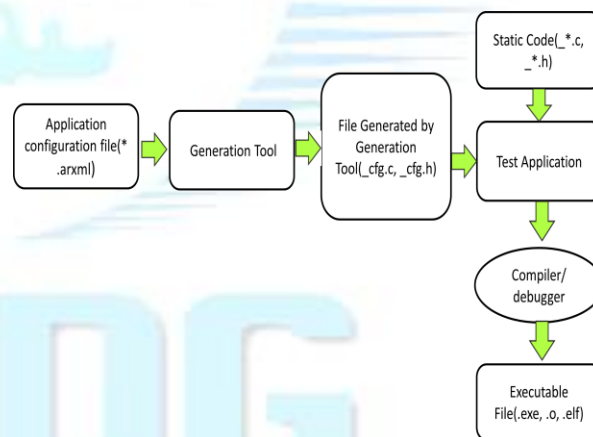 Static Code(_*.c,
_*.h)
Application
configuration file(*
.arxml)
Generation Tool
File Generated by
Generation
Tool(_cfg.c, _cfg.h)
Test Application
Compiler/
debugger
Executable
File(.exe, .o, .elf)